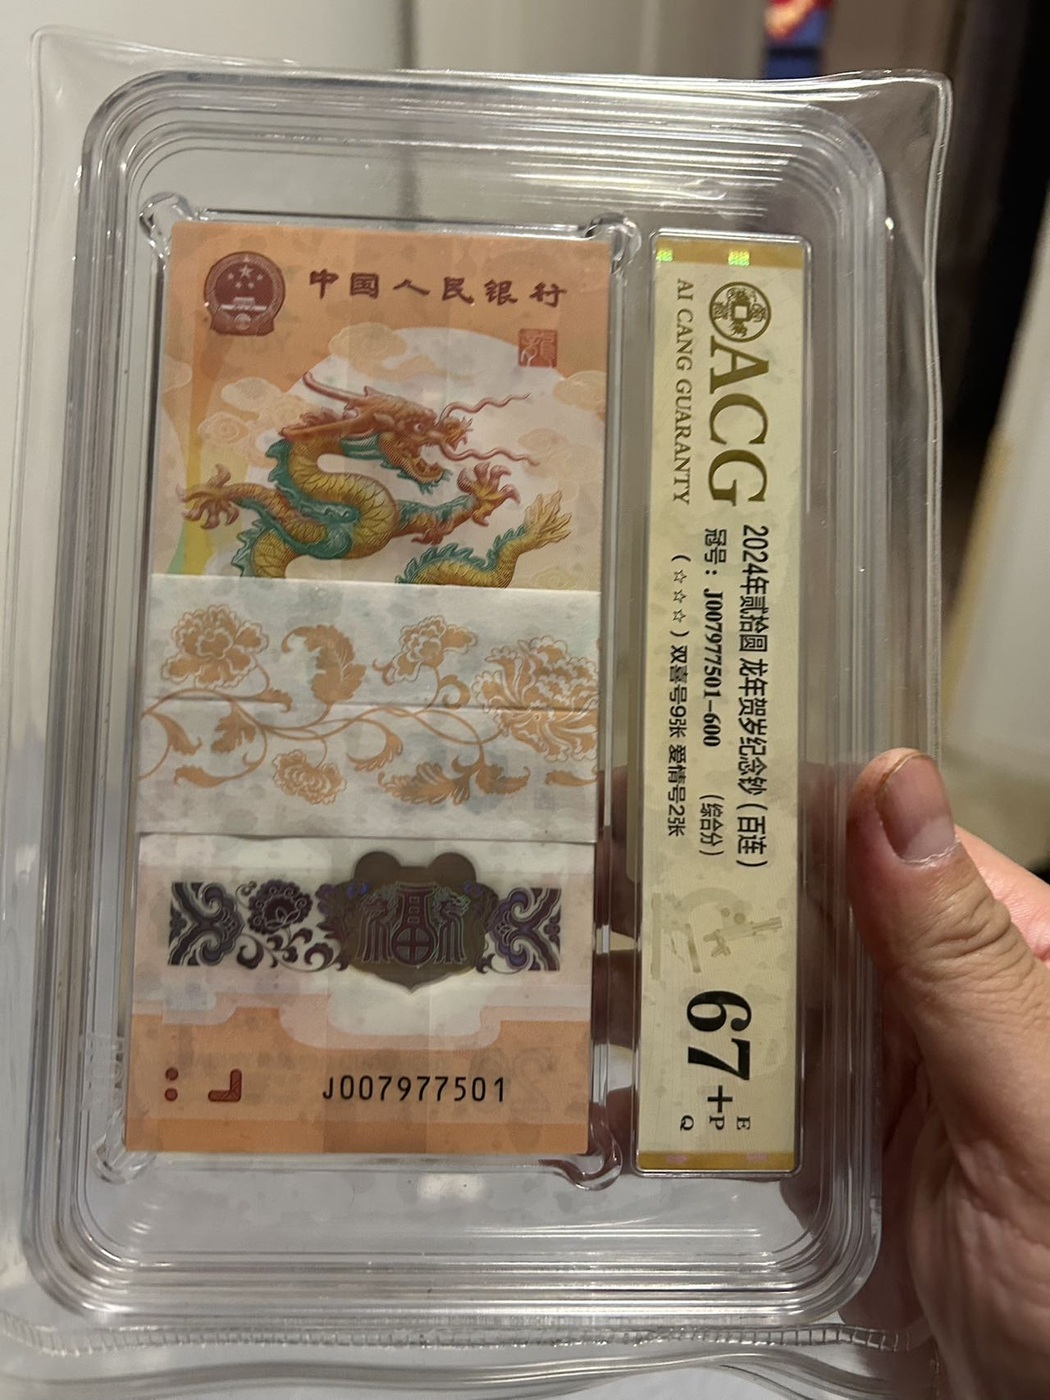 中国人民银行
龙
福
J007977501
ACG
AI CANG GUARANTY
2024年贰拾圆 龙年贺岁纪念钞(百连)
冠号: J007977501-600 (综合分)
(☆☆☆)双喜号9张 爱情号2张
67+
E
P
Q